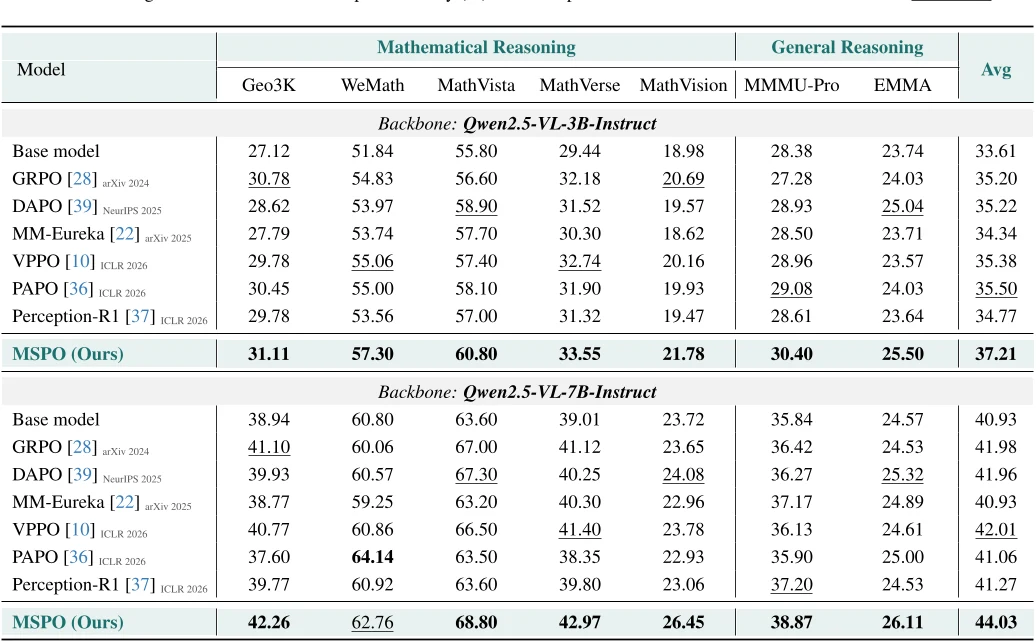 Mathematical Reasoning General Reasoning
Model Avg
Geo3K WeMath MathVista MathVerse MathVision MMMU-Pro EMMA
Backbone: Qwen2.5-VL-3B-Instruct
Base model 27.12 51.84 55.80 29.44 18.98 28.38 23.74 33.61
GRPO [28] arXiv 2024 30.78 54.83 56.60 32.18 20.69 27.28 24.03 35.20
DAPO [39] NeurIPS 2025 28.62 53.97 58.90 31.52 19.57 28.93 25.04 35.22
MM-Eureka [22] arXiv 2025 27.79 53.74 57.70 30.30 18.62 28.50 23.71 34.34
VPPO [10] ICLR 2026 29.78 55.06 57.40 32.74 20.16 28.96 23.57 35.38
PAPO [36] ICLR 2026 30.45 55.00 58.10 31.90 19.93 29.08 24.03 35.50
Perception-R1 [37] ICLR 2026 29.78 53.56 57.00 31.32 19.47 28.61 23.64 34.77
MSPO (Ours) 31.11 57.30 60.80 33.55 21.78 30.40 25.50 37.21
Backbone: Qwen2.5-VL-7B-Instruct
Base model 38.94 60.80 63.60 39.01 23.72 35.84 24.57 40.93
GRPO [28] arXiv 2024 41.10 60.06 67.00 41.12 23.65 36.42 24.53 41.98
DAPO [39] NeurIPS 2025 39.93 60.57 67.30 40.25 24.08 36.27 25.32 41.96
MM-Eureka [22] arXiv 2025 38.77 59.25 63.20 40.30 22.96 37.17 24.89 40.93
VPPO [10] ICLR 2026 40.77 60.86 66.50 41.40 23.78 36.13 24.61 42.01
PAPO [36] ICLR 2026 37.60 64.14 63.50 38.35 22.93 35.90 25.00 41.06
Perception-R1 [37] ICLR 2026 39.77 60.92 63.60 39.80 23.06 37.20 24.53 41.27
MSPO (Ours) 42.26 62.76 68.80 42.97 26.45 38.87 26.11 44.03